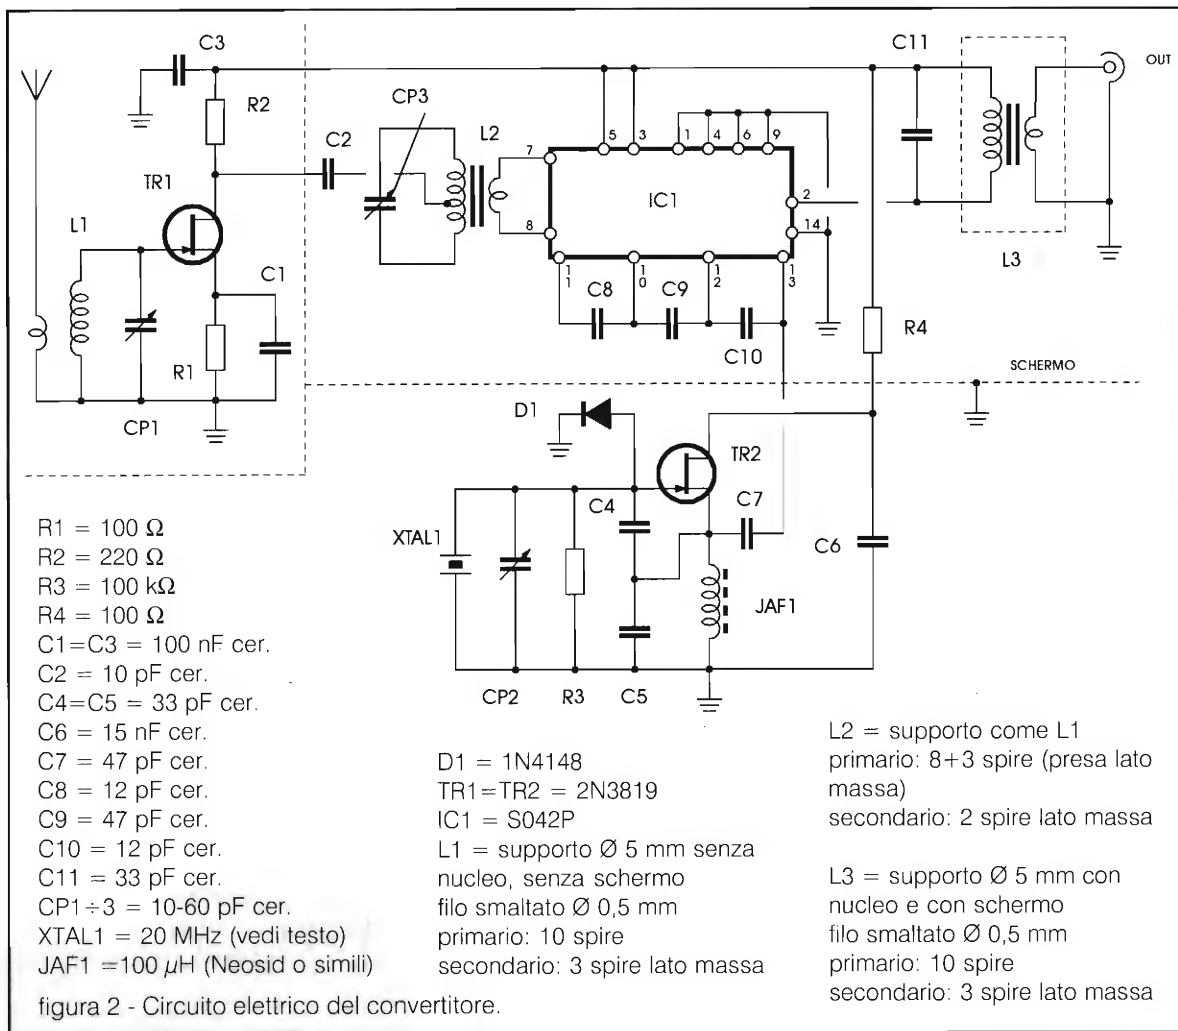 C3
C11
OUT
R2
CP3
L2
5
3
1
4
6
9
C2
7
TR1
IC1
2
L1
8
14
L3
C1
1
1
1
0
1
2
1
3
C8
C9
R4
R1
C10
SCHERMO
CP1
D1
TR2
C4
C7
XTAL1
C6
JAF1
CP2
R3
C5
R1 = 100 Ω
R2 = 220 Ω
R3 = 100 kΩ
R4 = 100 Ω
C1=C3 = 100 nF cer.
C2 = 10 pF cer.
C4=C5 = 33 pF cer.
C6 = 15 nF cer.
C7 = 47 pF cer.
C8 = 12 pF cer.
C9 = 47 pF cer.
C10 = 12 pF cer.
C11 = 33 pF cer.
CP1÷3 = 10-60 pF cer.
XTAL1 = 20 MHz (vedi testo)
JAF1 =100 µH (Neosid o simili)
D1 = 1N4148
TR1=TR2 = 2N3819
IC1 = S042P
L1 = supporto Ø 5 mm senza
nucleo, senza schermo
filo smaltato Ø 0,5 mm
primario: 10 spire
secondario: 3 spire lato massa
L2 = supporto come L1
primario: 8+3 spire (presa lato
massa)
secondario: 2 spire lato massa
L3 = supporto Ø 5 mm con
nucleo e con schermo
filo smaltato Ø 0,5 mm
primario: 10 spire
secondario: 3 spire lato massa
figura 2 - Circuito elettrico del convertitore.